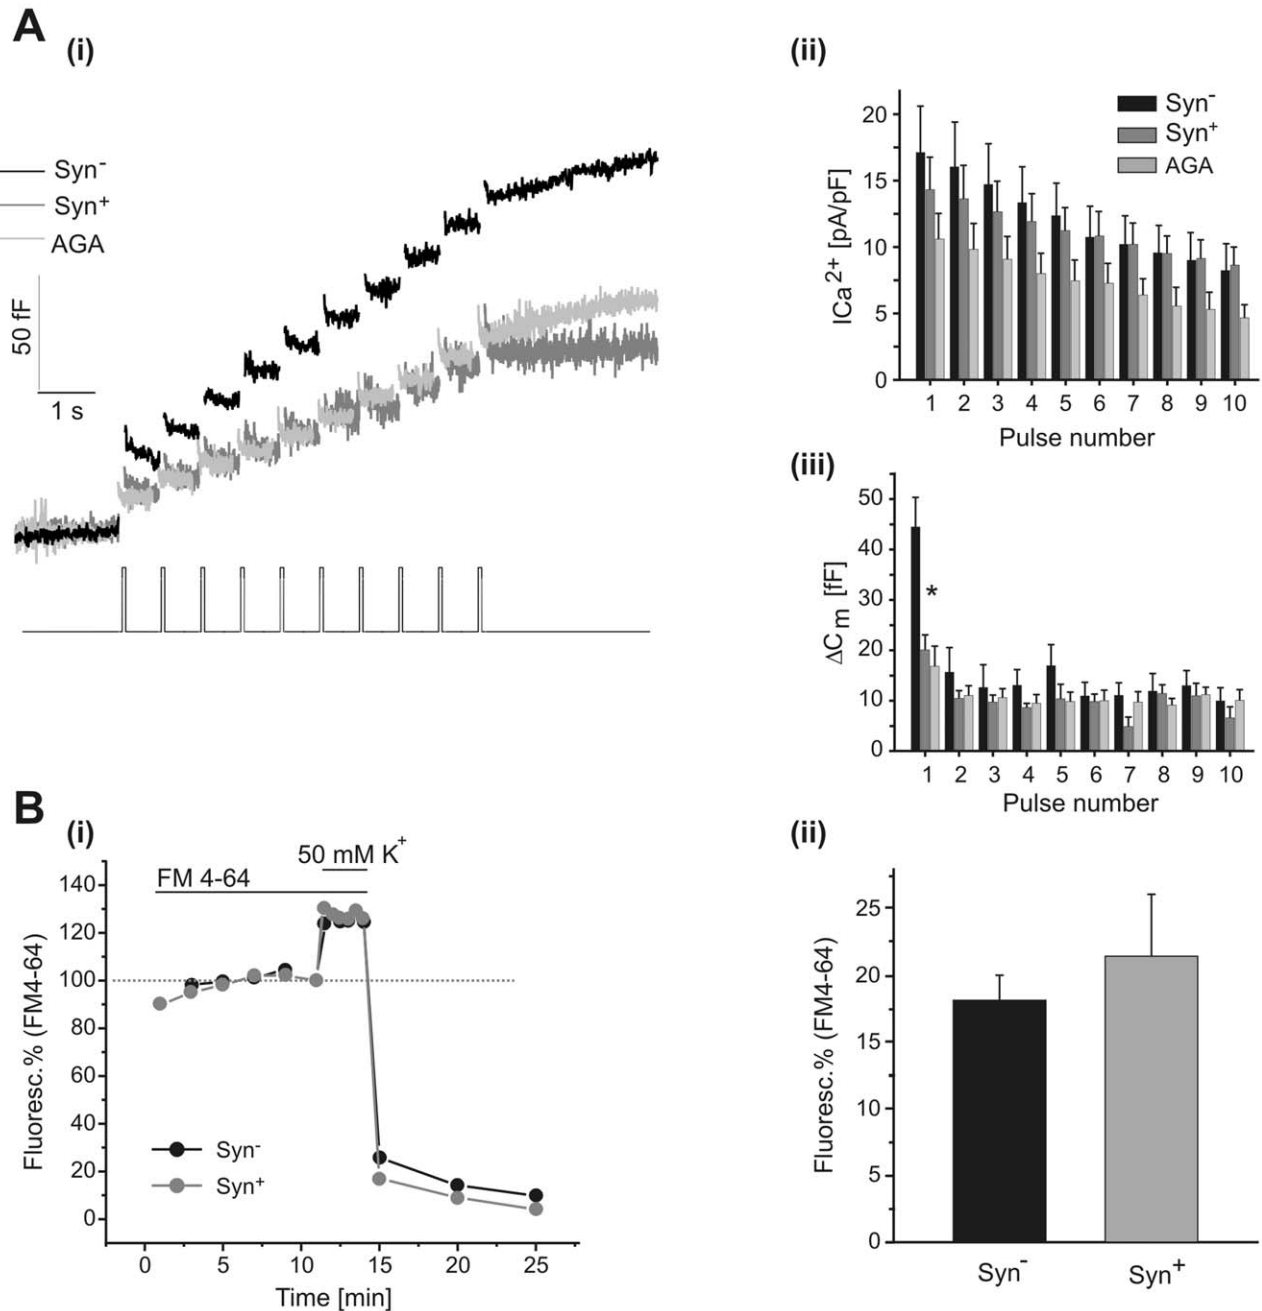 A
(i)
Syn-
Syn+
AGA
50 fF
1 s
(ii)
Syn-
Syn+
AGA
20
15
10
5
0
ICa2+ [pA/pF]
1 2 3 4 5 6 7 8 9 10
Pulse number
(iii)
50
40
30
20
10
0
ΔCm [fF]
*
1 2 3 4 5 6 7 8 9 10
Pulse number
B
(i)
50 mM K+
FM 4-64
140
120
100
80
60
40
20
0
Fluoresc.% (FM4-64)
Syn-
Syn+
0 5 10 15 20 25
Time [min]
(ii)
25
20
15
10
5
0
Fluoresc.% (FM4-64)
Syn-
Syn+